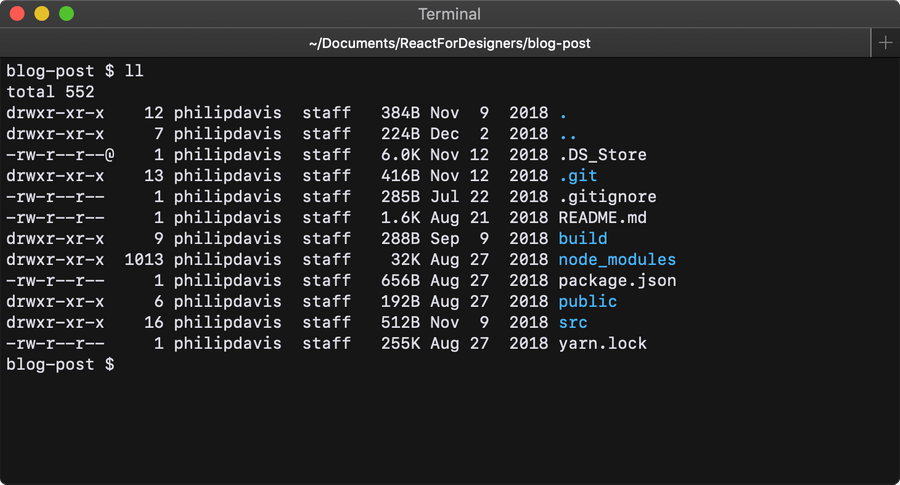 Terminal
~/Documents/ReactForDesigners/blog-post
blog-post $ ll
total 552
drwxr-xr-x    12 philipdavis  staff   384B Nov  9  2018 .
drwxr-xr-x     7 philipdavis  staff   224B Dec  2  2018 ..
-rw-r--r--@    1 philipdavis  staff   6.0K Nov 12  2018 .DS_Store
drwxr-xr-x    13 philipdavis  staff   416B Nov 12  2018 .git
-rw-r--r--     1 philipdavis  staff   285B Jul 22  2018 .gitignore
-rw-r--r--     1 philipdavis  staff   1.6K Aug 21  2018 README.md
drwxr-xr-x     9 philipdavis  staff   288B Sep  9  2018 build
drwxr-xr-x  1013 philipdavis  staff    32K Aug 27  2018 node_modules
-rw-r--r--     1 philipdavis  staff   656B Aug 27  2018 package.json
drwxr-xr-x     6 philipdavis  staff   192B Aug 27  2018 public
drwxr-xr-x    16 philipdavis  staff   512B Nov  9  2018 src
-rw-r--r--     1 philipdavis  staff   255K Aug 27  2018 yarn.lock
blog-post $